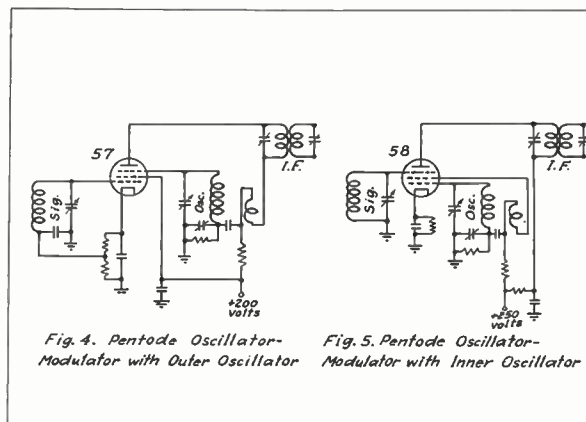 57
Sig.
Osc.
I.F.
+200
volts
Fig. 4. Pentode Oscillator-
Modulator with Outer Oscillator
58
Sig.
Osc.
I.F.
+250
volts
Fig. 5. Pentode Oscillator-
Modulator with Inner Oscillator